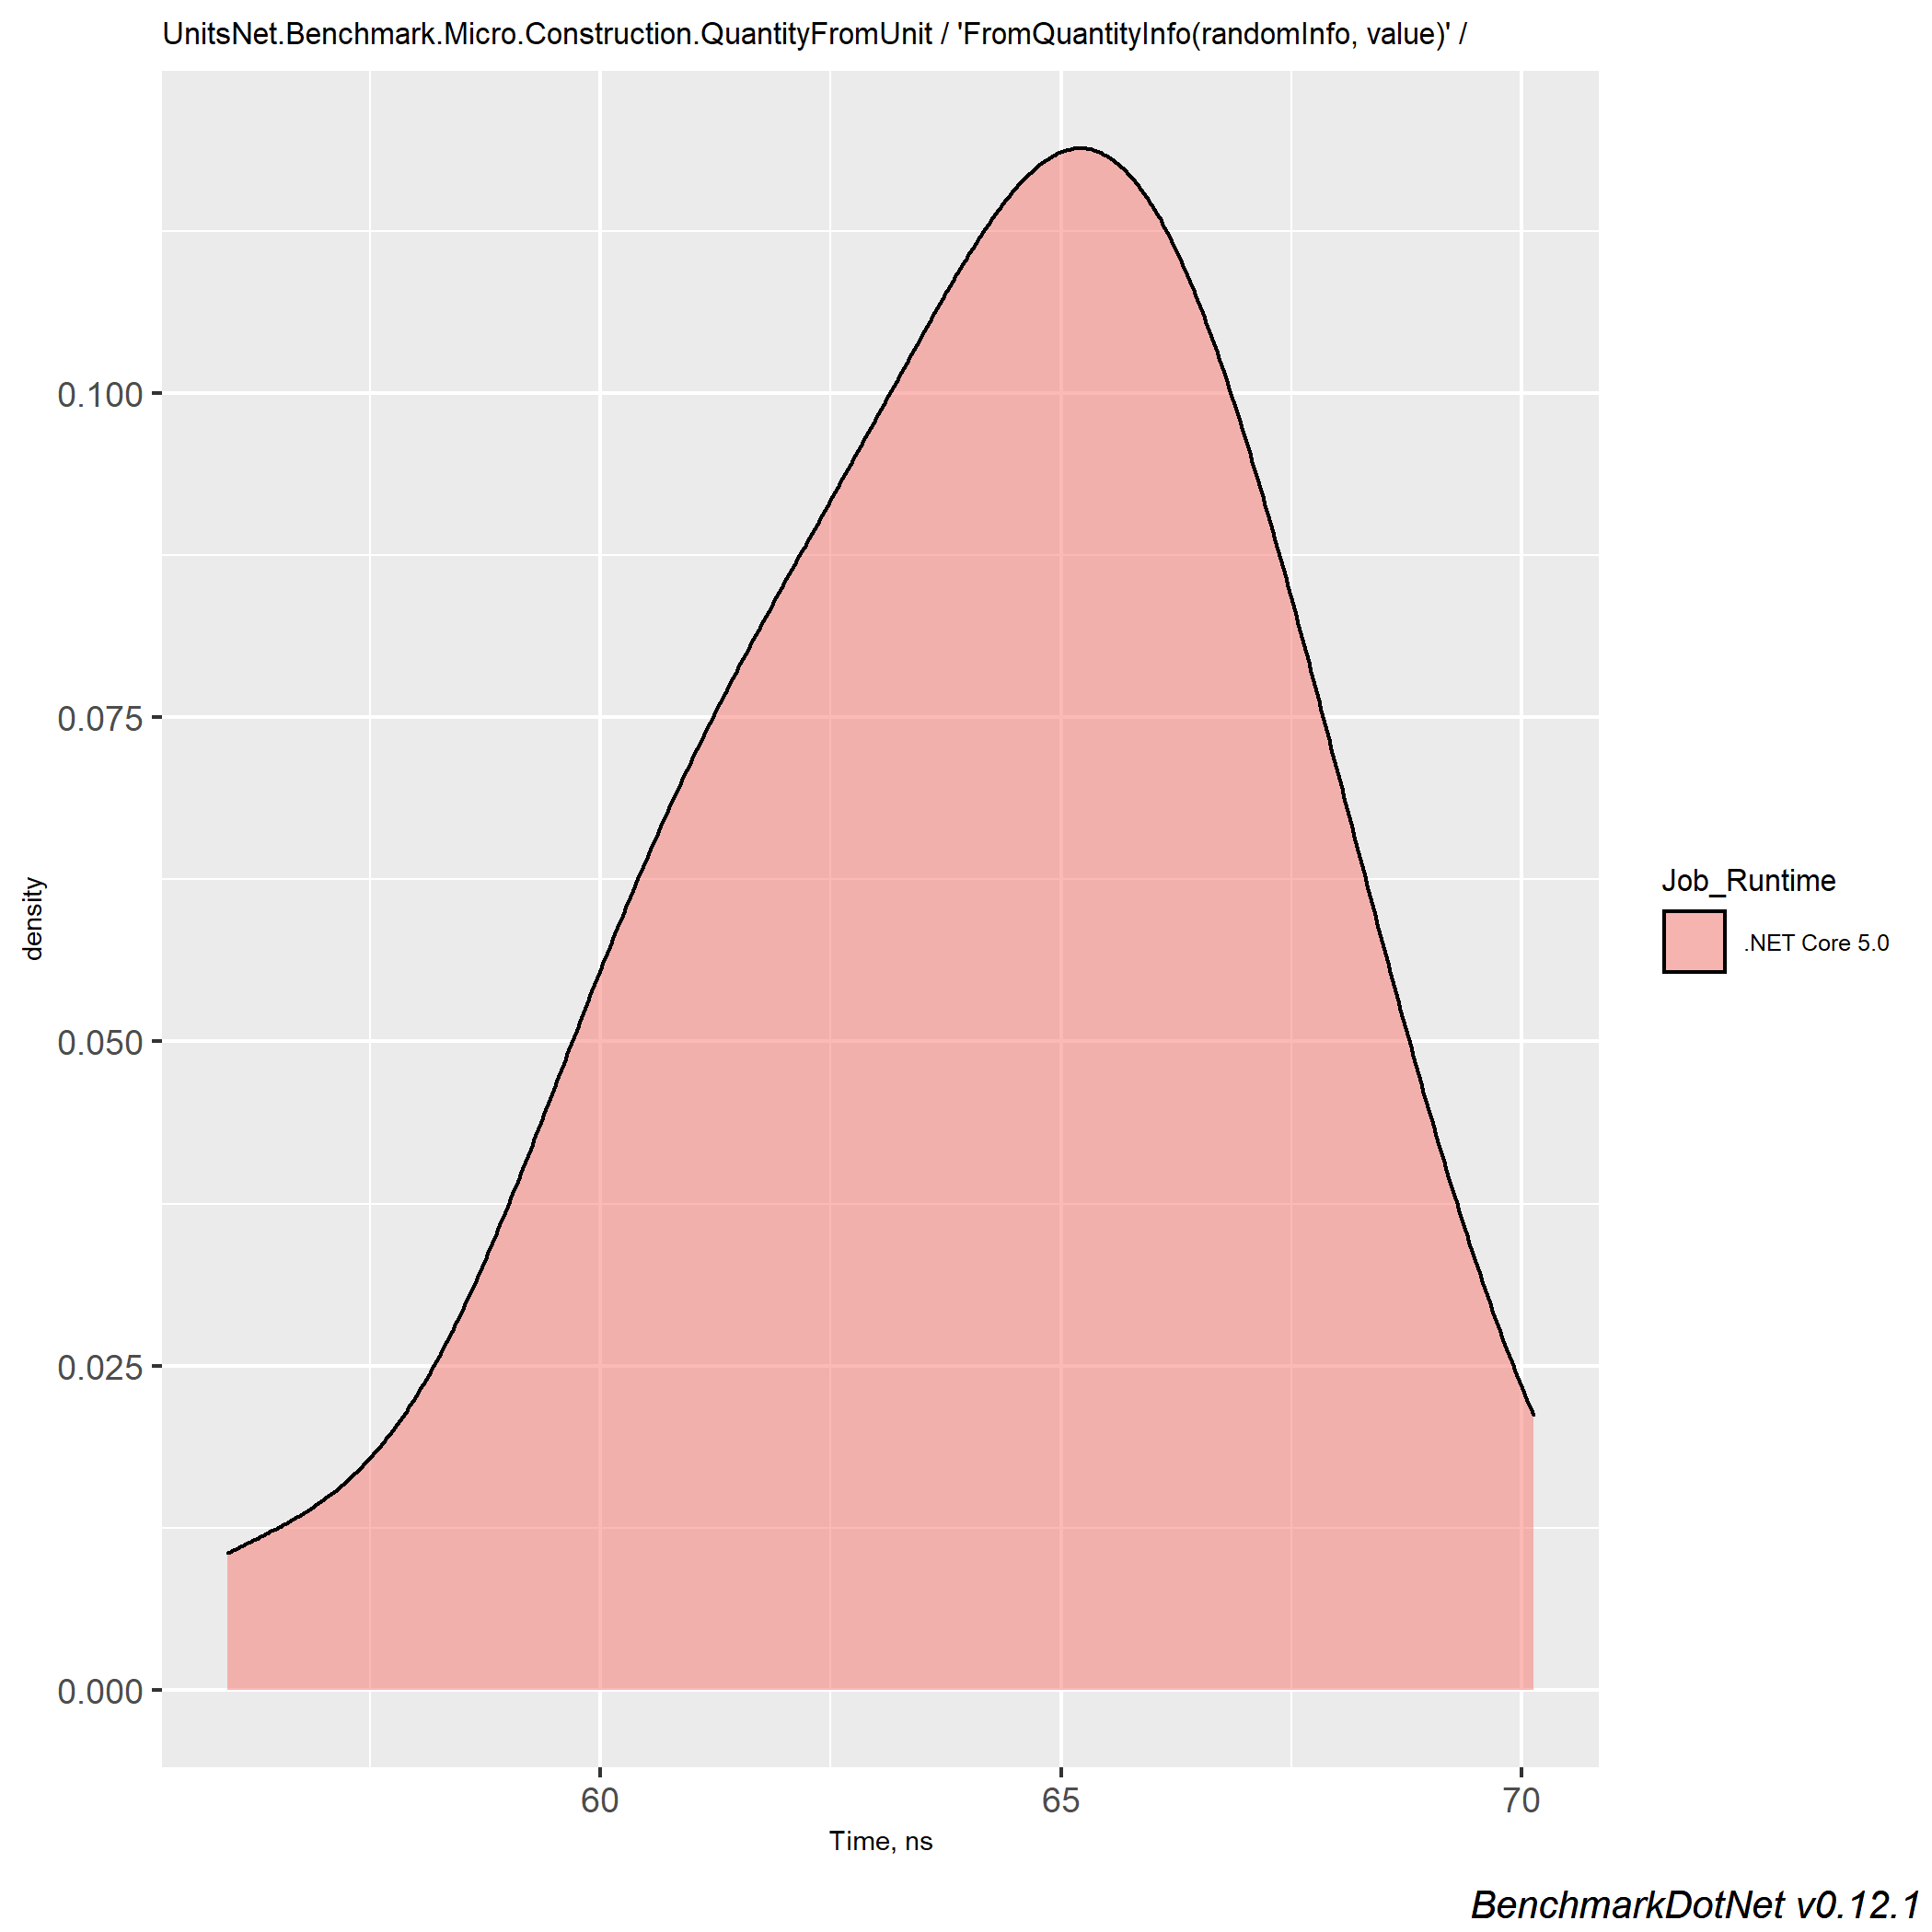 UnitsNet.Benchmark.Micro.Construction.QuantityFromUnit / 'FromQuantityInfo(randomInfo, value)' /
0.100
0.075
0.050
0.025
0.000
density
60 65 70
Time, ns
Job_Runtime
.NET Core 5.0
BenchmarkDotNet v0.12.1